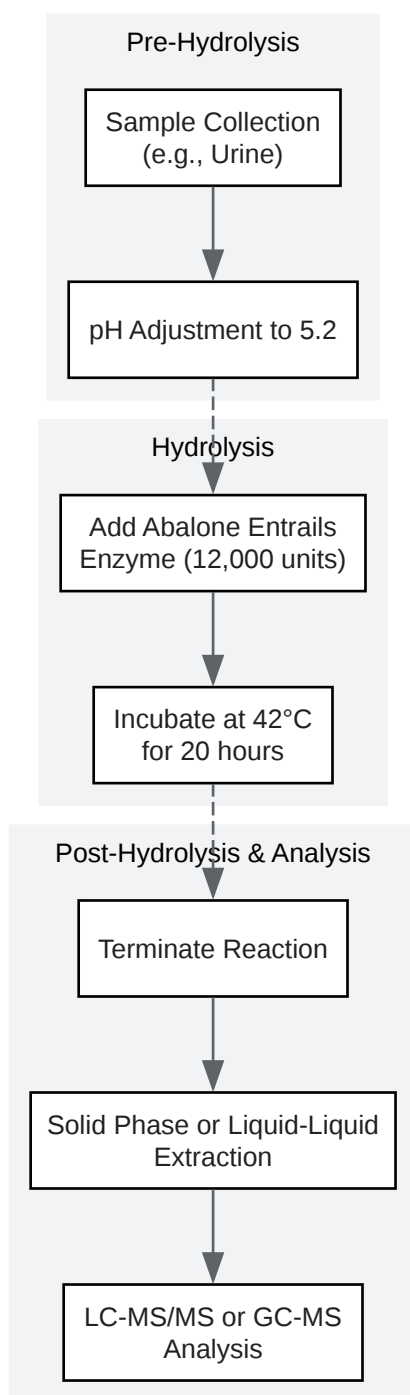 Pre-Hydrolysis
Sample Collection
(e.g., Urine)
pH Adjustment to 5.2
Hydrolysis
Add Abalone Entrails
Enzyme (12,000 units)
Incubate at 42°C
for 20 hours
Post-Hydrolysis & Analysis
Terminate Reaction
Solid Phase or Liquid-Liquid
Extraction
LC-MS/MS or GC-MS
Analysis